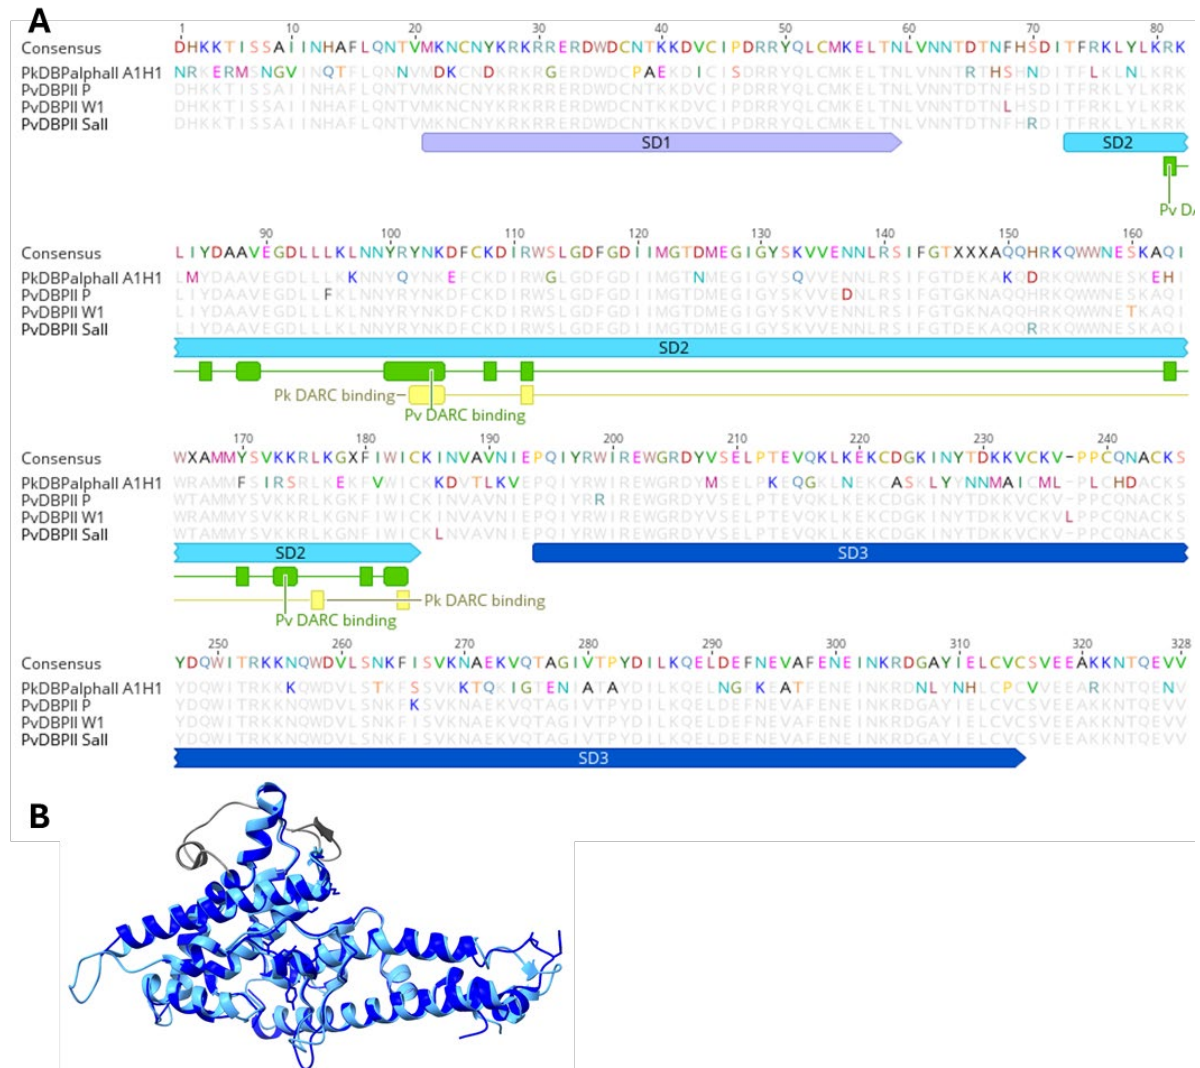 A
1 10 20 30 40 50 60 70 80
Consensus DHKKTISSAIINHAFLQNTVMKNCNYKRKRRERDWDCNTKKDVCIPDRRYQLCMKELTNLVNNTDTNFHSDITFRKLYLKRK
PkDBPalphaII A1H1 NRKERMSNGVINQTFLQNNVMDKCNDKRKRGERDWDCPAEKDICISDRRYQLCMKELTNLVNNTRTHSHNDITFLKLNLKRK
PvDBPII P DHKKTISSAIINHAFLQNTVMKNCNYKRKRRERDWDCNTKKDVCIPDRRYQLCMKELTNLVNNTDTNFHSDITFRKLYLKRK
PvDBPII W1 DHKKTISSAIINHAFLQNTVMKNCNYKRKRRERDWDCNTKKDVCIPDRRYQLCMKELTNLVNNTDTNLHSDITFRKLYLKRK
PvDBPII SalI DHKKTISSAIINHAFLQNTVMKNCNYKRKRRERDWDCNTKKDVCIPDRRYQLCMKELTNLVNNTDTNFHRDITFRKLYLKRK
SD1 SD2
Pv DA
90 100 110 120 130 140 150 160
Consensus LIYDAAVEGDLLLKLNNYRYNKDFCKDIRWSLGDFGDIIMGTDMEGIGYSKVVENNLRSIFGTXXXAQQHRKQWWNESKAQI
PkDBPalphaII A1H1 LMYDAAVEGDLLLKKNNYQYNKEFCKDIRWGLGDFGDIIMGTNMEGIGYSQVVENNLRSIFGTDEKAKQDRKQWWNESKEHI
PvDBPII P LIYDAAVEGDLLFKLNNYRYNKDFCKDIRWSLGDFGDIIMGTDMEGIGYSKVVEDNLRSIFGTGKNAQQHRKQWWNESKAQI
PvDBPII W1 LIYDAAVEGDLLLKLNNYRYNKDFCKDIRWSLGDFGDIIMGTDMEGIGYSKVVENNLRSIFGTGKNAQQHRKQWWNETKAQI
PvDBPII SalI LIYDAAVEGDLLLKLNNYRYNKDFCKDIRWSLGDFGDIIMGTDMEGIGYSKVVENNLRSIFGTDEKAQQRRKQWWNESKAQI
SD2
Pk DARC binding
Pv DARC binding
170 180 190 200 210 220 230 240
Consensus WXAMMYSVKKRLKGXFIWICKINVAVNIEPQIYRWIREWGRDYVSELPTEVQKLKEKCDGKINYTDKKVCKV-PPCQNACKS
PkDBPalphaII A1H1 WRAMMFSIRSRLKEKFVWICKKDVTLKVEPQIYRWIREWGRDYMSELPKEQGKLNEKCASKLYYNNMAICML-PLCHDACKS
PvDBPII P WTAMMYSVKKRLKGNFIWICKINVAVNIEPQIYRRIREWGRDYVSELPTEVQKLKEKCDGKINYTDKKVCKV-PPCQNACKS
PvDBPII W1 WRAMMYSVKKRLKGNFIWICKINVAVNIEPQIYRWIREWGRDYVSELPTEVQKLKEKCDGKINYTDKKVCKVLPPCQNACKS
PvDBPII SalI WTAMMYSVKKRLKGNFIWICKLNVAVNIEPQIYRWIREWGRDYVSELPTEVQKLKEKCDGKINYTDKKVCKV-PPCQNACKS
SD2 SD3
Pk DARC binding
Pv DARC binding
250 260 270 280 290 300 310 320 328
Consensus YDQWITRKKNQWDVLSNKFISVKNAEKVQTAGIVTPYDILKQELDEFNEVAFENEINKRDGAYIELCVCSVEEAKKNTQEVV
PkDBPalphaII A1H1 YDQWITRKKKQWDVLSTKFSSVKKTQKIGTENIATAYDILKQELNGFKEATFENEINKRDNLYNHLCPCVVEEARKNTQENV
PvDBPII P YDQWITRKKNQWDVLSNKFKSVKNAEKVQTAGIVTPYDILKQELDEFNEVAFENEINKRDGAYIELCVCSVEEAKKNTQEVV
PvDBPII W1 YDQWITRKKNQWDVLSNKFISVKNAEKVQTAGIVTPYDILKQELDEFNEVAFENEINKRDGAYIELCVCSVEEAKKNTQEVV
PvDBPII SalI YDQWITRKKNQWDVLSNKFISVKNAEKVQTAGIVTPYDILKQELDEFNEVAFENEINKRDGAYIELCVCSVEEAKKNTQEVV
SD3
B